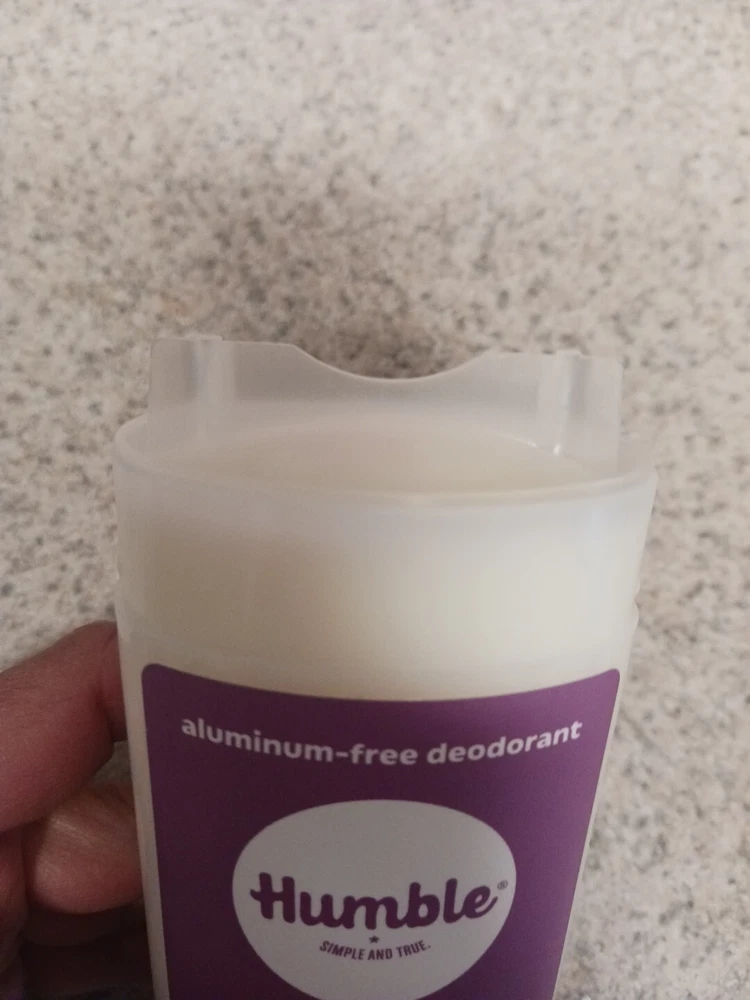 aluminum-free deodorant
Humble®
SIMPLE AND TRUE.